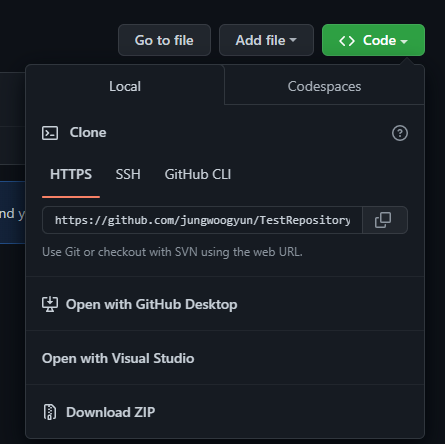 Go to file Add file Code
Local Codespaces
Clone
HTTPS SSH GitHub CLI
nd y
https://github.com/jungwoogyun/TestRepository
Use Git or checkout with SVN using the web URL.
Open with GitHub Desktop
Open with Visual Studio
Download ZIP